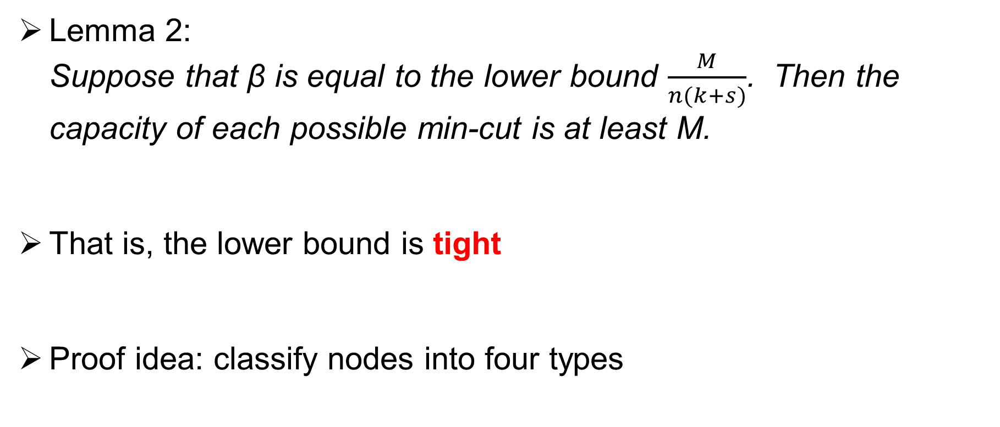 ➢ Lemma 2:
Suppose that β is equal to the lower bound M/n(k+s). Then the
capacity of each possible min-cut is at least M.
➢ That is, the lower bound is tight
➢ Proof idea: classify nodes into four types